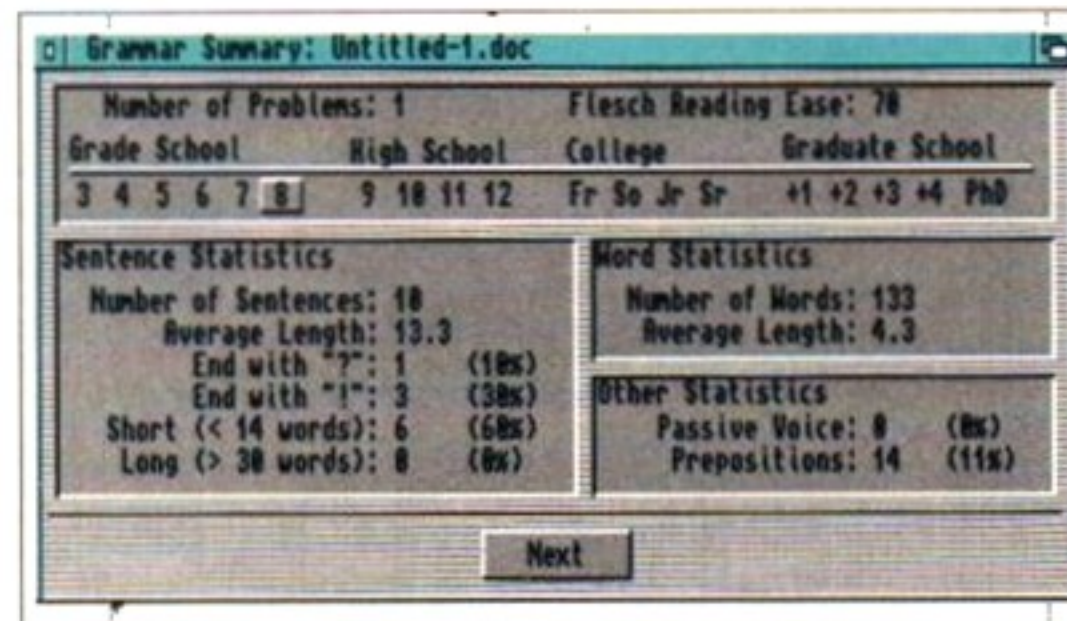 Grammar Summary: Untitled-1.doc
Number of Problems: 1 Flesch Reading Ease: 70
Grade School High School College Graduate School
3 4 5 6 7 8 9 10 11 12 Fr So Jr Sr +1 +2 +3 +4 PhD
Sentence Statistics
Number of Sentences: 10
Average Length: 13.3
End with "?": 1 (10%)
End with "!": 3 (30%)
Short (< 14 words): 6 (60%)
Long (> 30 words): 0 (0%)
Word Statistics
Number of Words: 133
Average Length: 4.3
Other Statistics
Passive Voice: 0 (0%)
Prepositions: 14 (11%)
Next